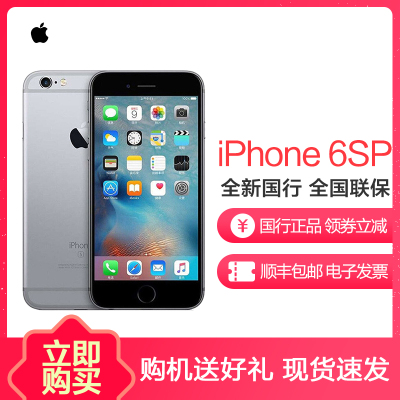 iPhone 6SP
全新国行 全国联保
¥ 国行正品 领券立减
顺丰包邮 电子发票
iPhone
S
立即
购买
购机送好礼 现货速发